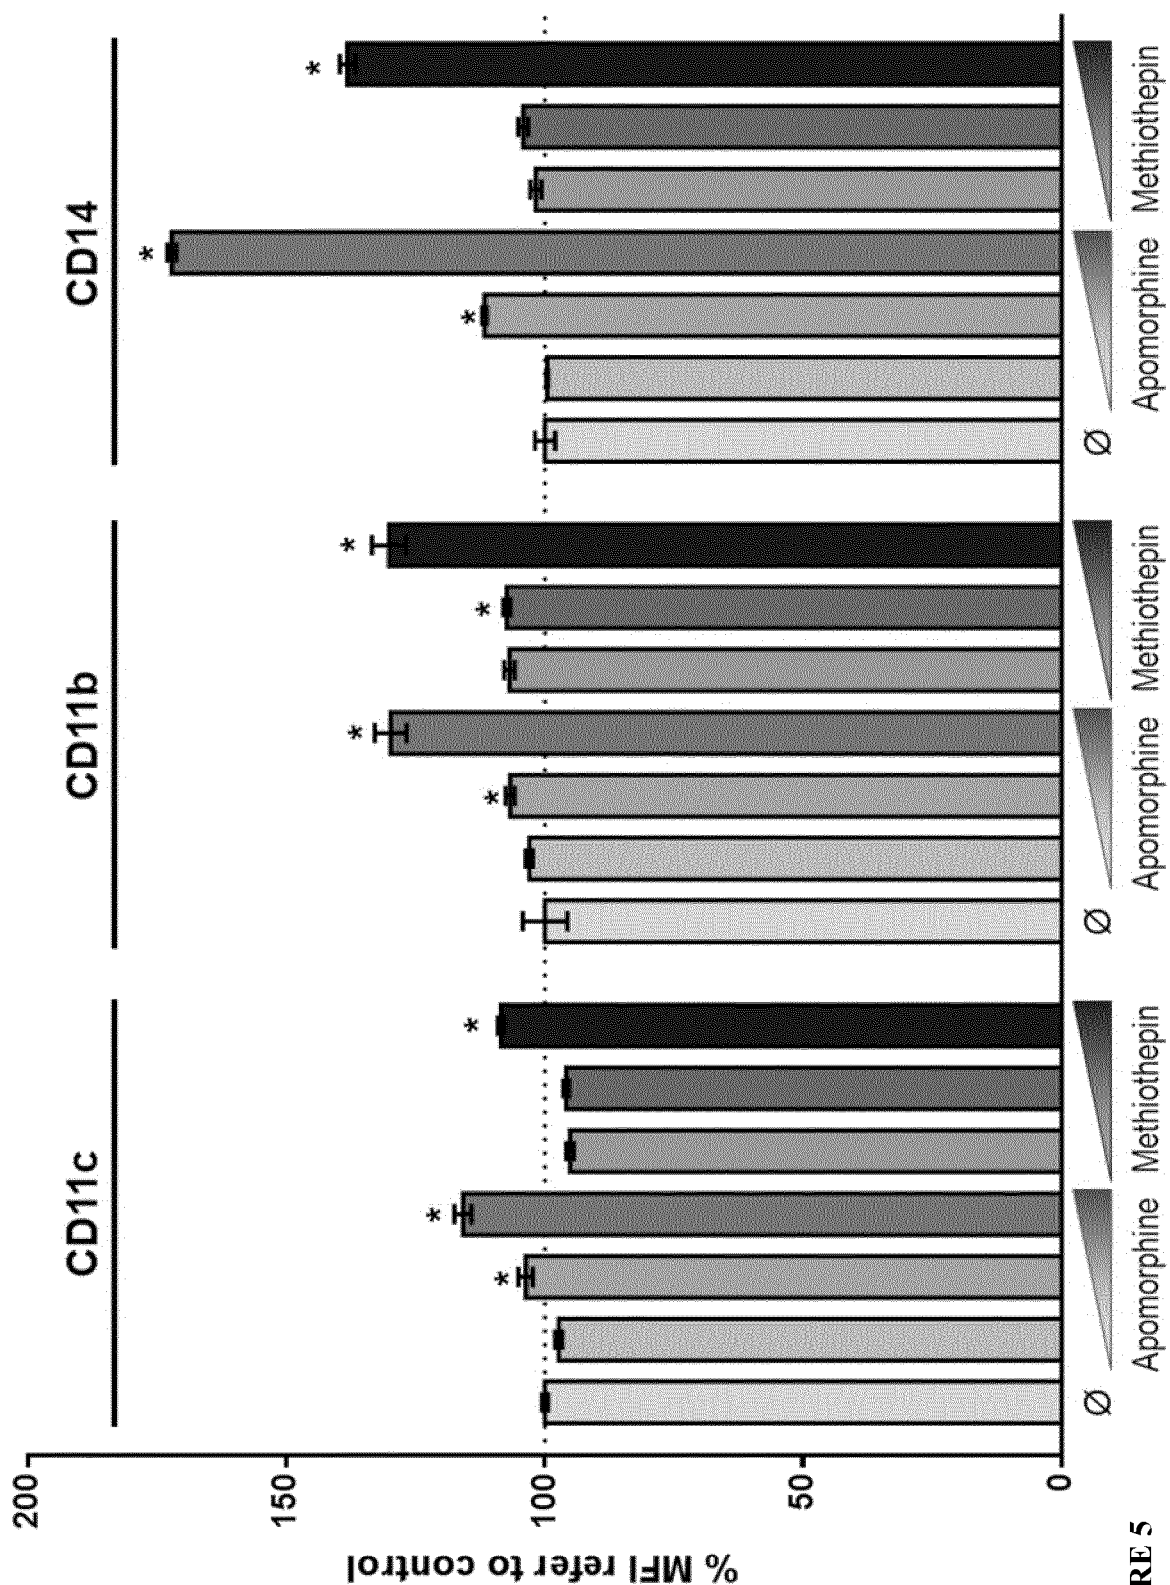 CD11c
CD11b
CD14
*
*
*
*
*
*
*
*
*
*
200
150
100
50
0
% MFI refer to control
Ø
Apomorphine
Methiothepin
Ø
Apomorphine
Methiothepin
Ø
Apomorphine
Methiothepin
RE 5